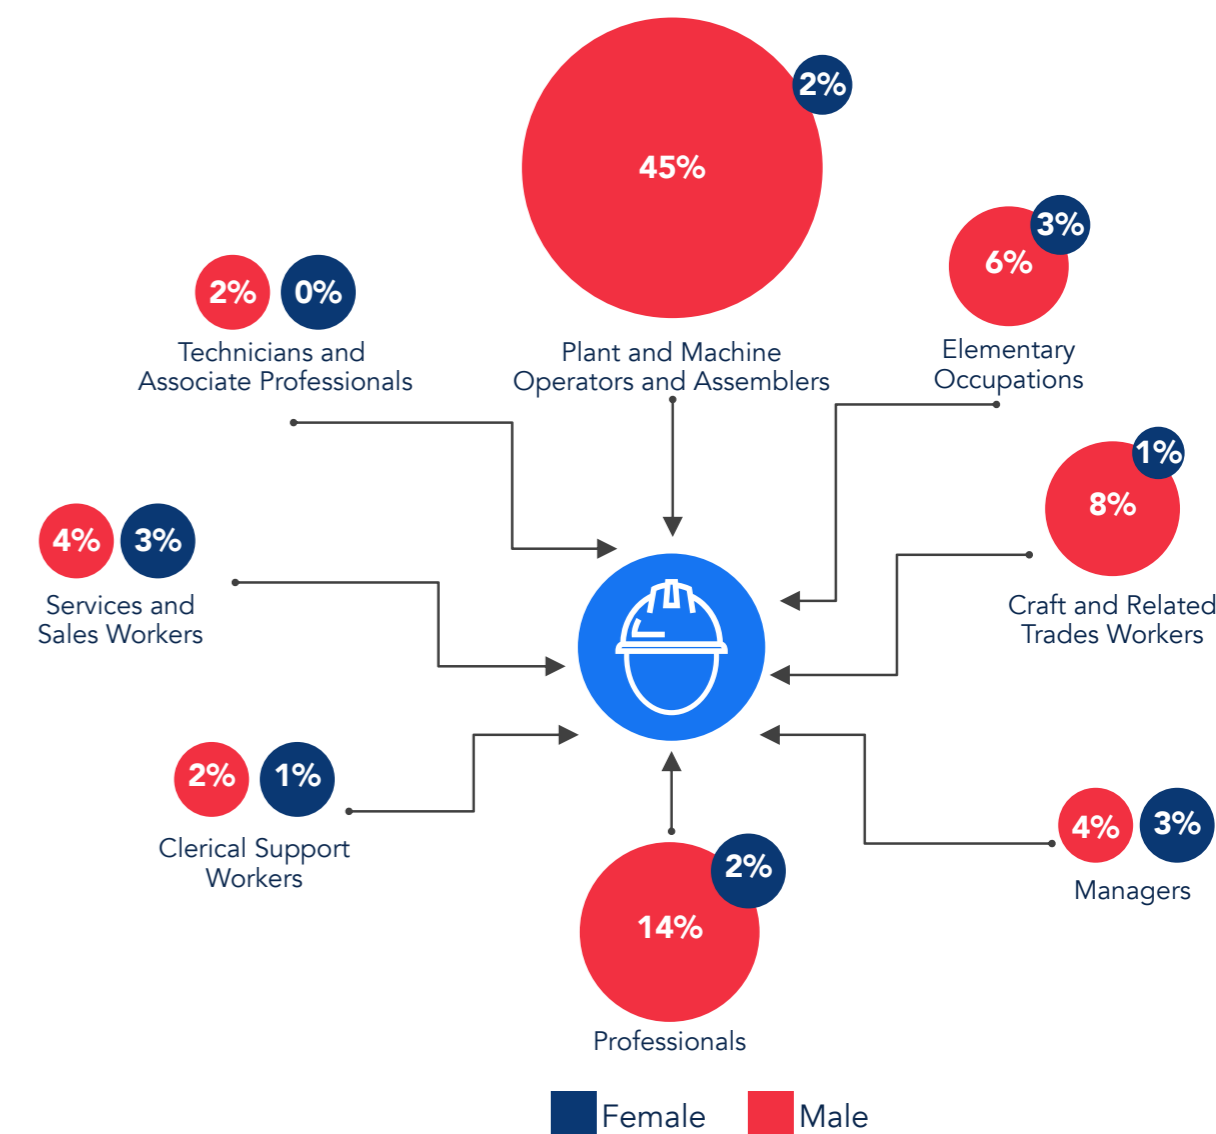 45%
2%
Plant and Machine
Operators and Assemblers
6%
3%
Elementary
Occupations
2%
0%
Technicians and
Associate Professionals
8%
1%
Craft and Related
Trades Workers
4%
3%
Services and
Sales Workers
2%
1%
Clerical Support
Workers
4%
3%
Managers
14%
2%
Professionals
Female
Male